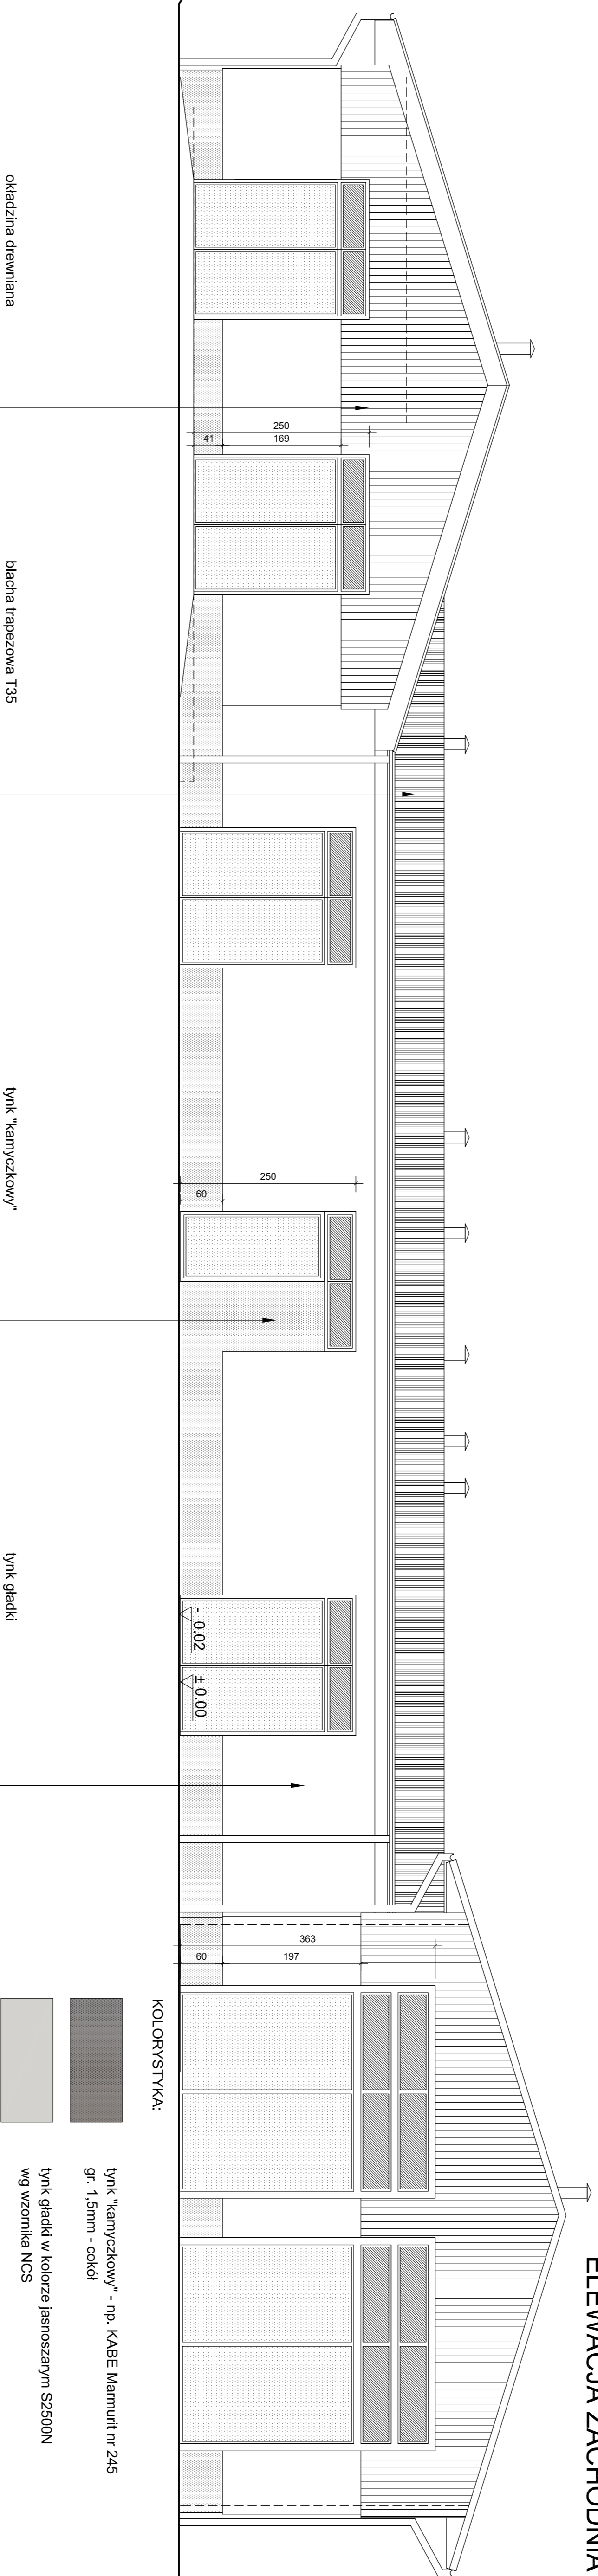 ELEWACJA ZACHODNIA
250
41
169
250
60
- 0.02
± 0.00
363
60
197
okładzina drewniana
blacha trapezowa T35
tynk "kamyczkowy"
tynk gładki
KOLORYSTYKA:
tynk "kamyczkowy" - np. KABE Marmurit nr 245
gr. 1,5mm - cokół
tynk gładki w kolorze jasnoszarym S2500N
wg wzornika NCS